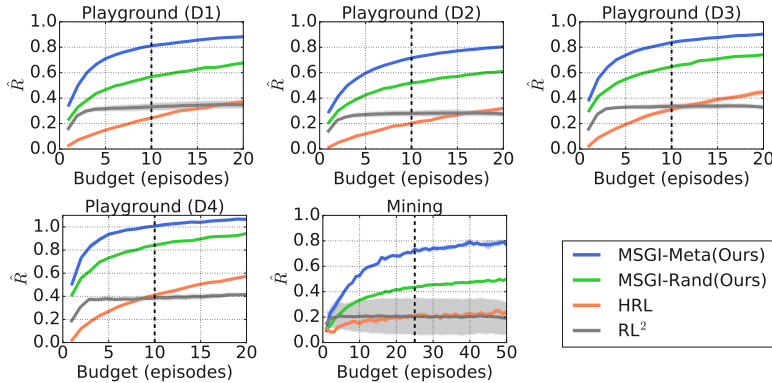 Playground (D1)
1.0
0.8
0.6
0.4
0.2
0.0
R̂
0 5 10 15 20
Budget (episodes)
Playground (D2)
1.0
0.8
0.6
0.4
0.2
0.0
R̂
0 5 10 15 20
Budget (episodes)
Playground (D3)
1.0
0.8
0.6
0.4
0.2
0.0
R̂
0 5 10 15 20
Budget (episodes)
Playground (D4)
1.0
0.8
0.6
0.4
0.2
0.0
R̂
0 5 10 15 20
Budget (episodes)
Mining
1.0
0.8
0.6
0.4
0.2
0.0
R̂
0 10 20 30 40 50
Budget (episodes)
MSGI-Meta(Ours)
MSGI-Rand(Ours)
HRL
RL²